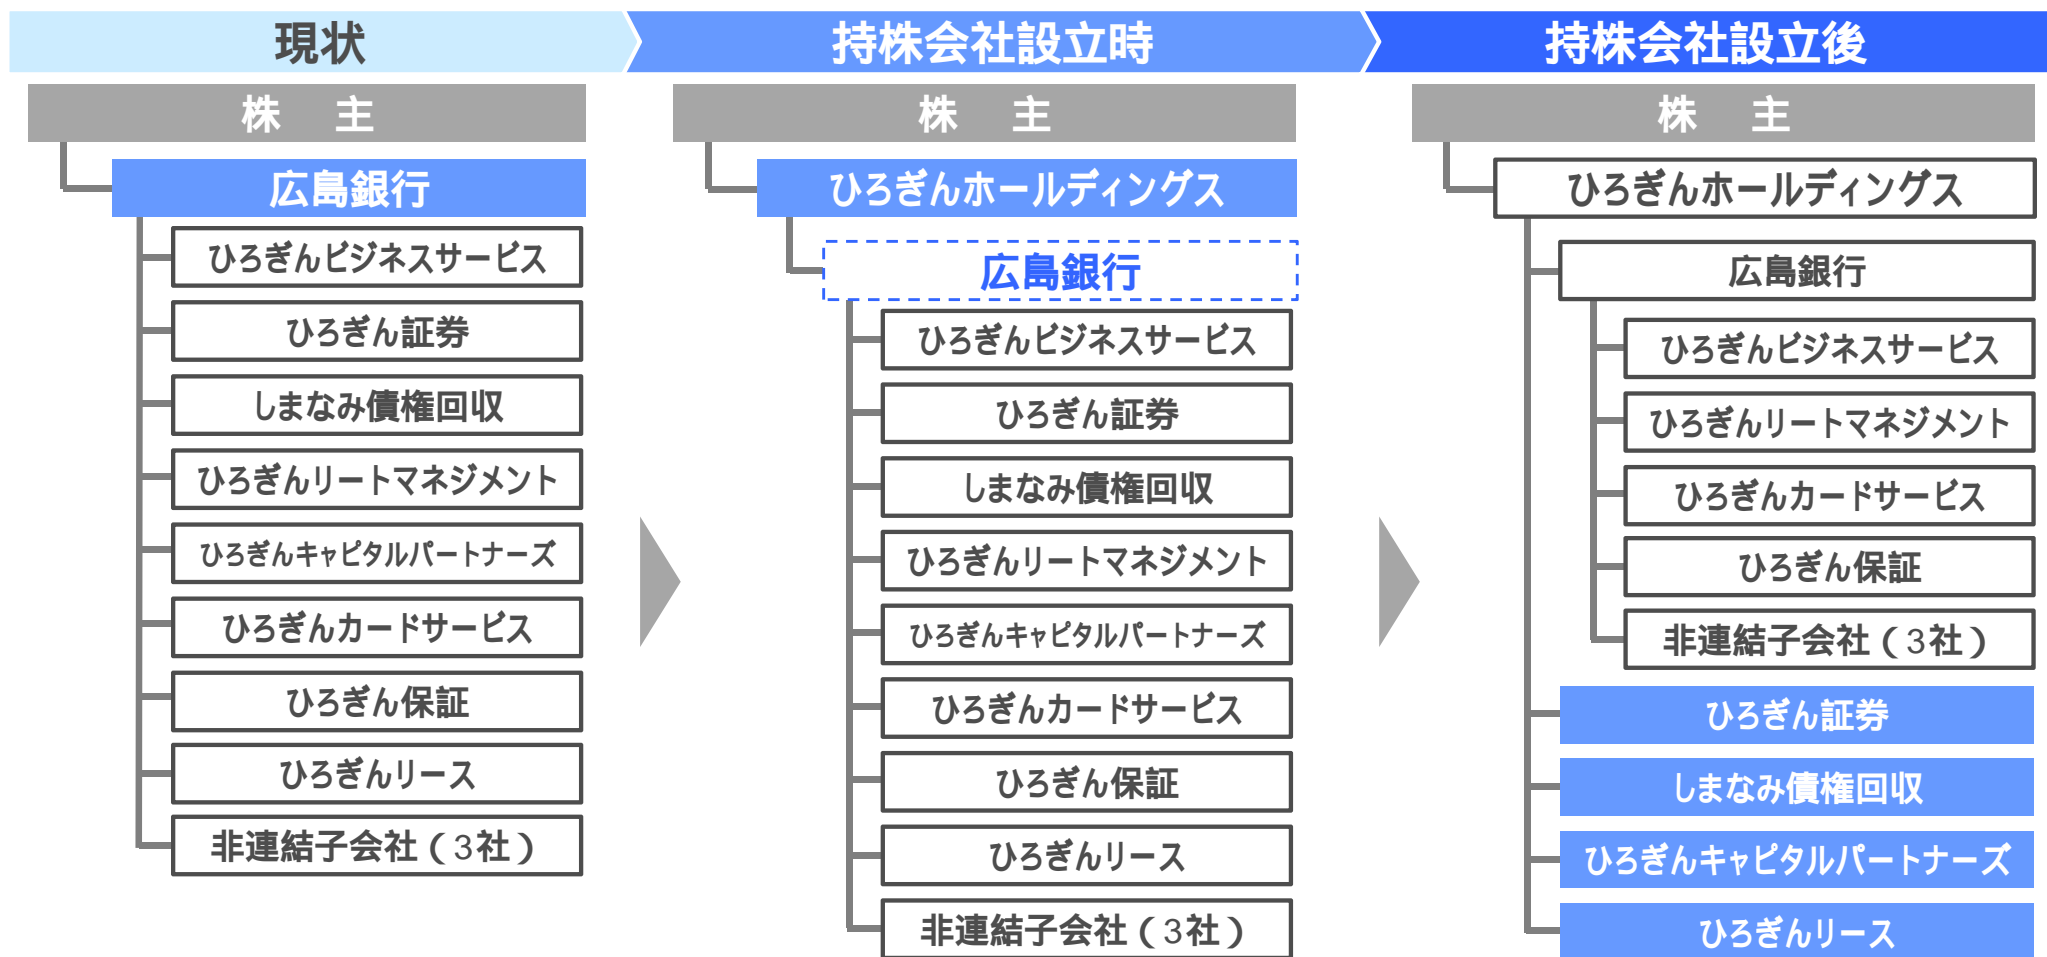 現状
持株会社設立時
持株会社設立後
株 主
広島銀行
ひろぎんビジネスサービス
ひろぎん証券
しまなみ債権回収
ひろぎんリートマネジメント
ひろぎんキャピタルパートナーズ
ひろぎんカードサービス
ひろぎん保証
ひろぎんリース
非連結子会社(3社)
株 主
ひろぎんホールディングス
広島銀行
ひろぎんビジネスサービス
ひろぎん証券
しまなみ債権回収
ひろぎんリートマネジメント
ひろぎんキャピタルパートナーズ
ひろぎんカードサービス
ひろぎん保証
ひろぎんリース
非連結子会社(3社)
株 主
ひろぎんホールディングス
広島銀行
ひろぎんビジネスサービス
ひろぎんリートマネジメント
ひろぎんカードサービス
ひろぎん保証
非連結子会社(3社)
ひろぎん証券
しまなみ債権回収
ひろぎんキャピタルパートナーズ
ひろぎんリース